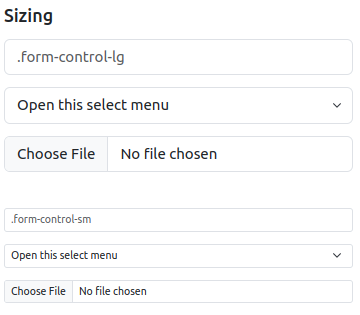 Sizing
.form-control-lg
Open this select menu
Choose File No file chosen
.form-control-sm
Open this select menu
Choose File No file chosen